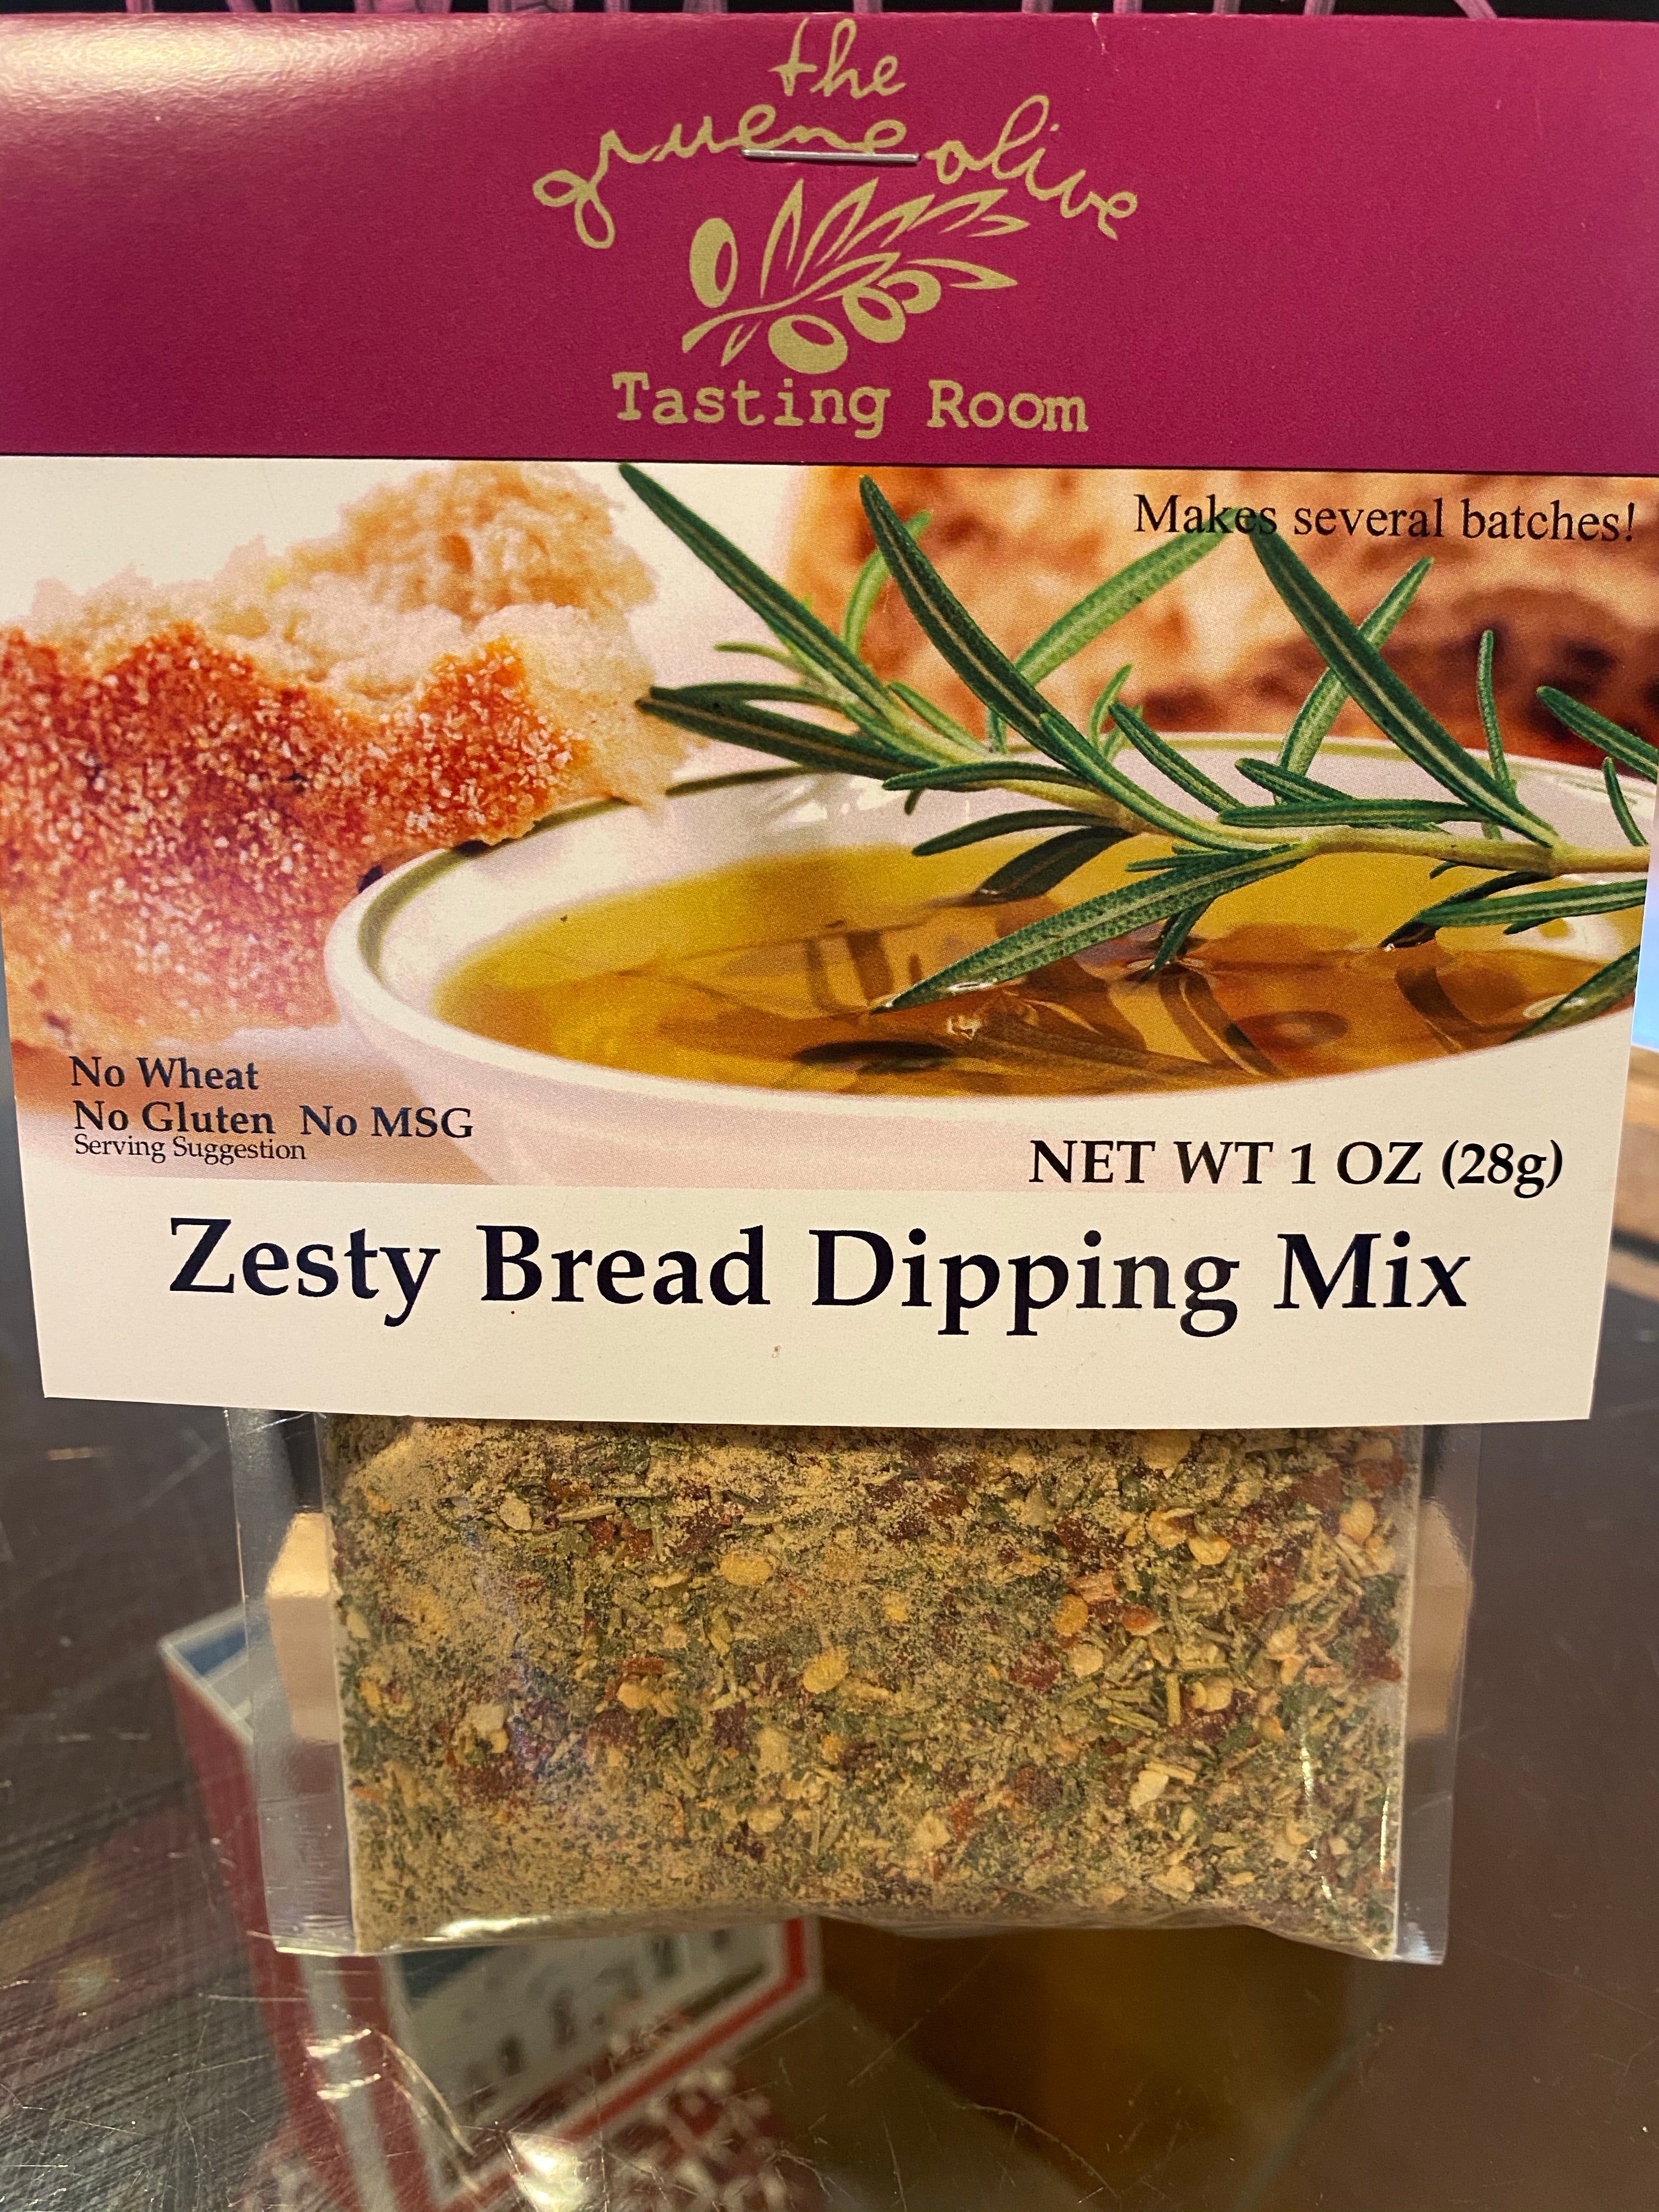 the
gruene olive
Tasting Room
Makes several batches!
No Wheat
No Gluten No MSG
Serving Suggestion
NET WT 1 OZ (28g)
Zesty Bread Dipping Mix